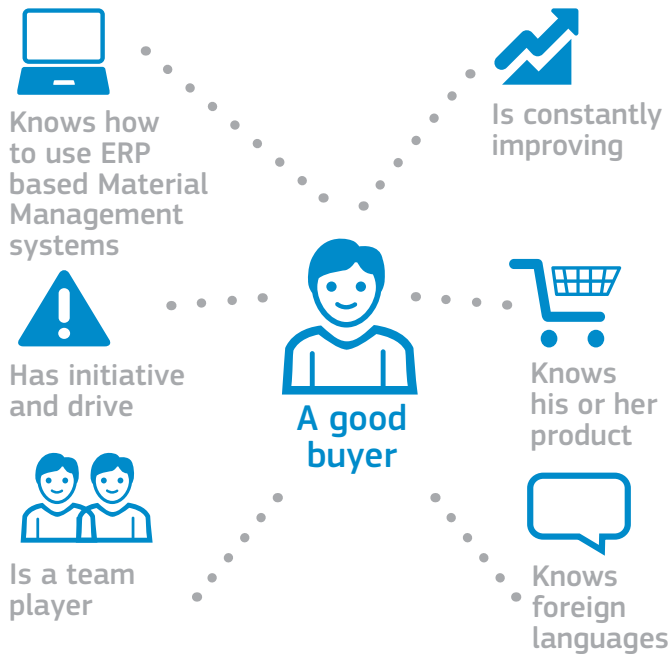 Knows how
to use ERP
based Material
Management
systems
Is constantly
improving
Has initiative
and drive
A good
buyer
Knows
his or her
product
Is a team
player
Knows
foreign
languages